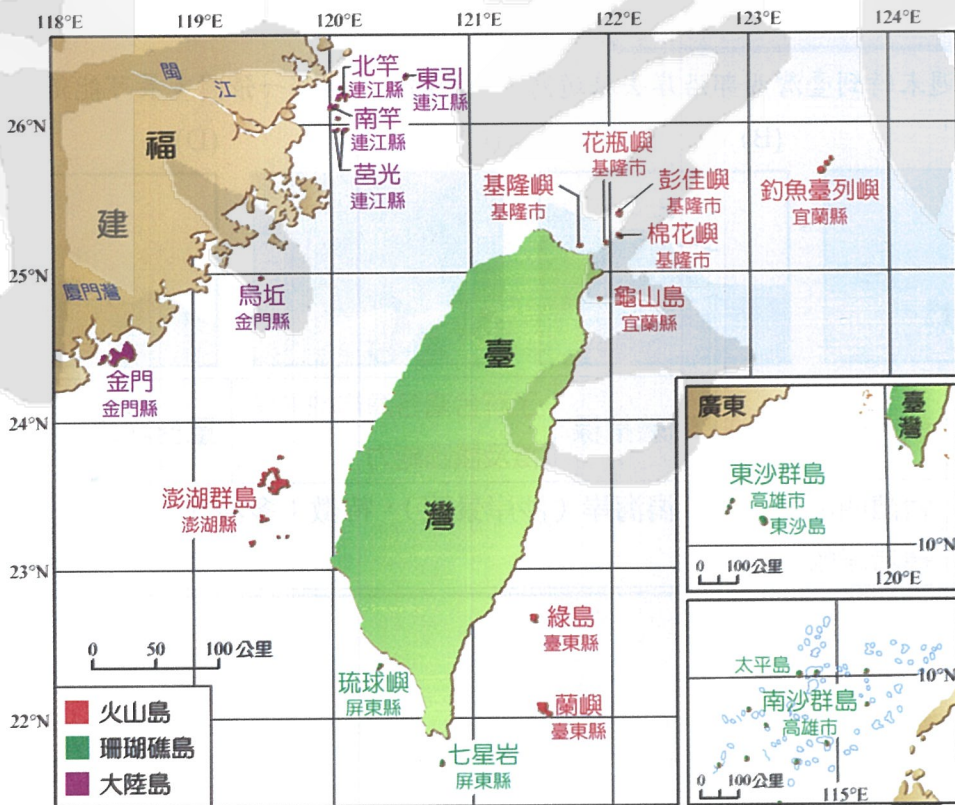 118°E 119°E 120°E 121°E 122°E 123°E 124°E
26°N
25°N
24°N
23°N
22°N
閩江
福建
廈門灣
北竿
連江縣
東引
連江縣
南竿
連江縣
莒光
連江縣
烏坵
金門縣
金門
金門縣
花瓶嶼
基隆市
基隆嶼
基隆市
彭佳嶼
基隆市
棉花嶼
基隆市
釣魚臺列嶼
宜蘭縣
龜山島
宜蘭縣
臺灣
澎湖群島
澎湖縣
綠島
臺東縣
蘭嶼
臺東縣
琉球嶼
屏東縣
七星岩
屏東縣
0 50 100公里
火山島
珊瑚礁島
大陸島
廣東
臺灣
東沙群島
高雄市
東沙島
10°N
0 100公里
120°E
太平島
10°N
南沙群島
高雄市
0 100公里
115°E